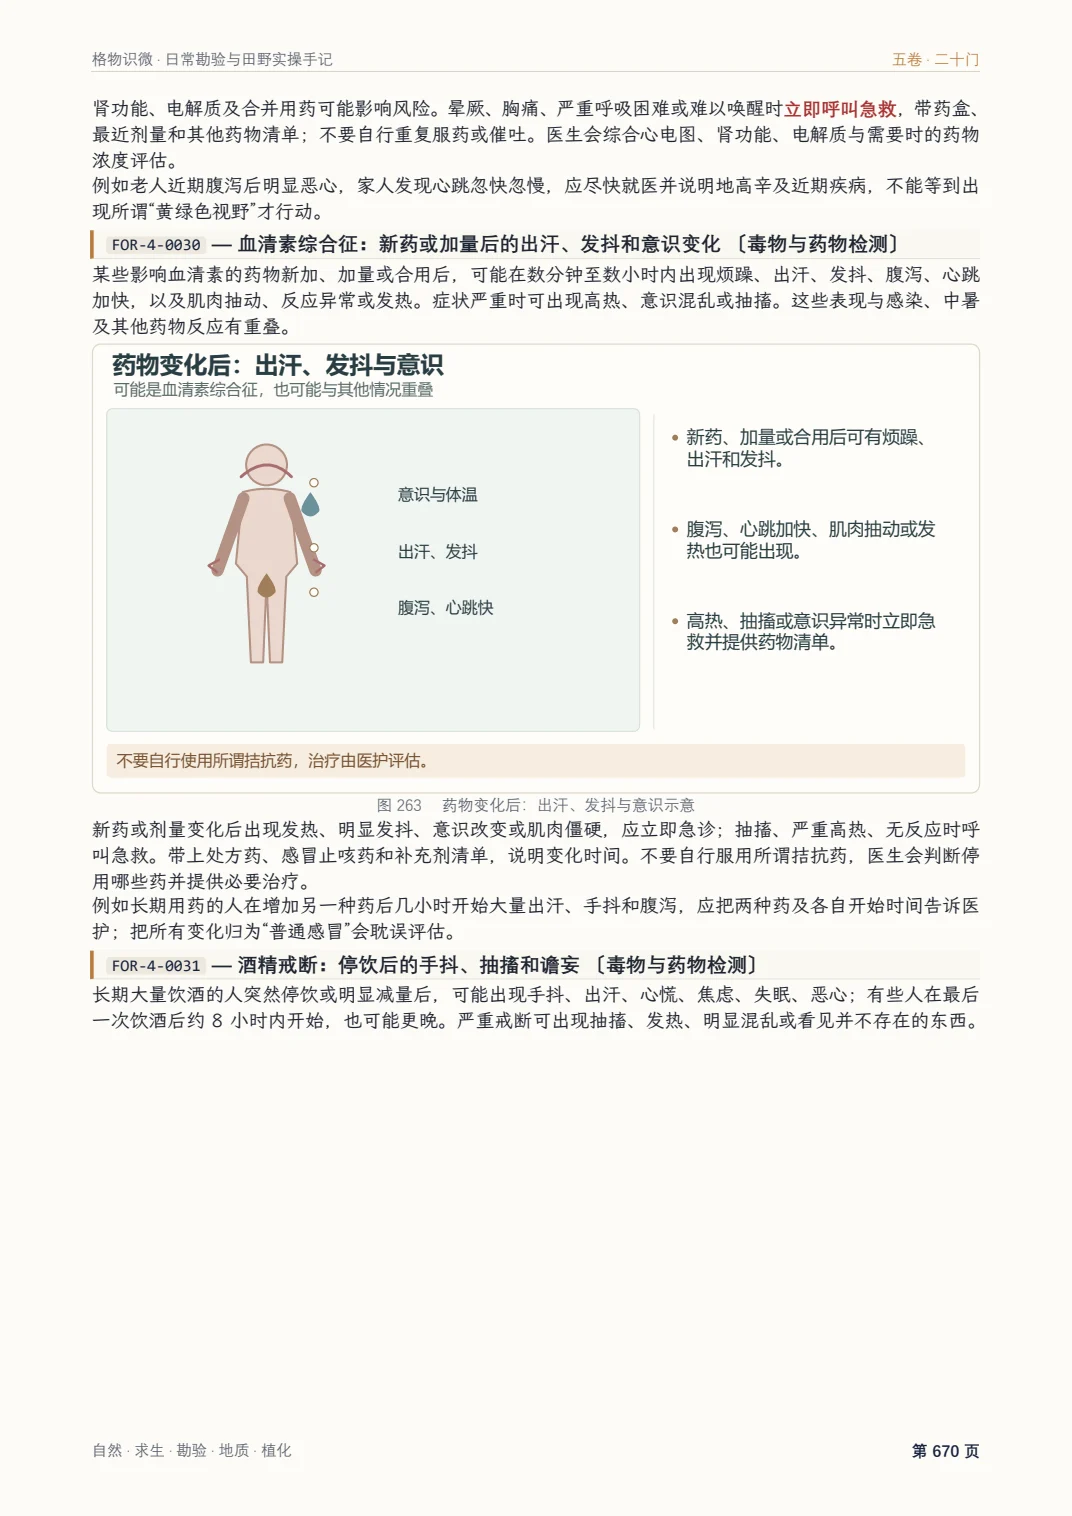 格物识微 · 日常勘验与田野实操手记
五卷 · 二十门
肾功能、电解质及合并用药可能影响风险。晕厥、胸痛、严重呼吸困难或难以唤醒时立即呼叫急救，带药盒、
最近剂量和其他药物清单；不要自行重复服药或催吐。医生会综合心电图、肾功能、电解质与需要时的药物
浓度评估。
例如老人近期腹泻后明显恶心，家人发现心跳忽快忽慢，应尽快就医并说明地高辛及近期疾病，不能等到出
现所谓“黄绿色视野”才行动。
FOR-4-0030 — 血清素综合征：新药或加量后的出汗、发抖和意识变化 〔毒物与药物检测〕
某些影响血清素的药物新加、加量或合用后，可能在数分钟至数小时内出现烦躁、出汗、发抖、腹泻、心跳
加快，以及肌肉抽动、反应异常或发热。症状严重时可出现高热、意识混乱或抽搐。这些表现与感染、中暑
及其他药物反应有重叠。
药物变化后：出汗、发抖与意识
可能是血清素综合征，也可能与其他情况重叠
意识与体温
出汗、发抖
腹泻、心跳快
• 新药、加量或合用后可有烦躁、
出汗和发抖。
• 腹泻、心跳加快、肌肉抽动或发
热也可能出现。
• 高热、抽搐或意识异常时立即急
救并提供药物清单。
不要自行使用所谓拮抗药，治疗由医护评估。
图 263 药物变化后：出汗、发抖与意识示意
新药或剂量变化后出现发热、明显发抖、意识改变或肌肉僵硬，应立即急诊；抽搐、严重高热、无反应时呼
叫急救。带上处方药、感冒止咳药和补充剂清单，说明变化时间。不要自行服用所谓拮抗药，医生会判断停
用哪些药并提供必要治疗。
例如长期用药的人在增加另一种药后几小时开始大量出汗、手抖和腹泻，应把两种药及各自开始时间告诉医
护；把所有变化归为“普通感冒”会耽误评估。
FOR-4-0031 — 酒精戒断：停饮后的手抖、抽搐和谵妄 〔毒物与药物检测〕
长期大量饮酒的人突然停饮或明显减量后，可能出现手抖、出汗、心慌、焦虑、失眠、恶心；有些人在最后
一次饮酒后约 8 小时内开始，也可能更晚。严重戒断可出现抽搐、发热、明显混乱或看见并不存在的东西。
自然 · 求生 · 勘验 · 地质 · 植化
第 670 页